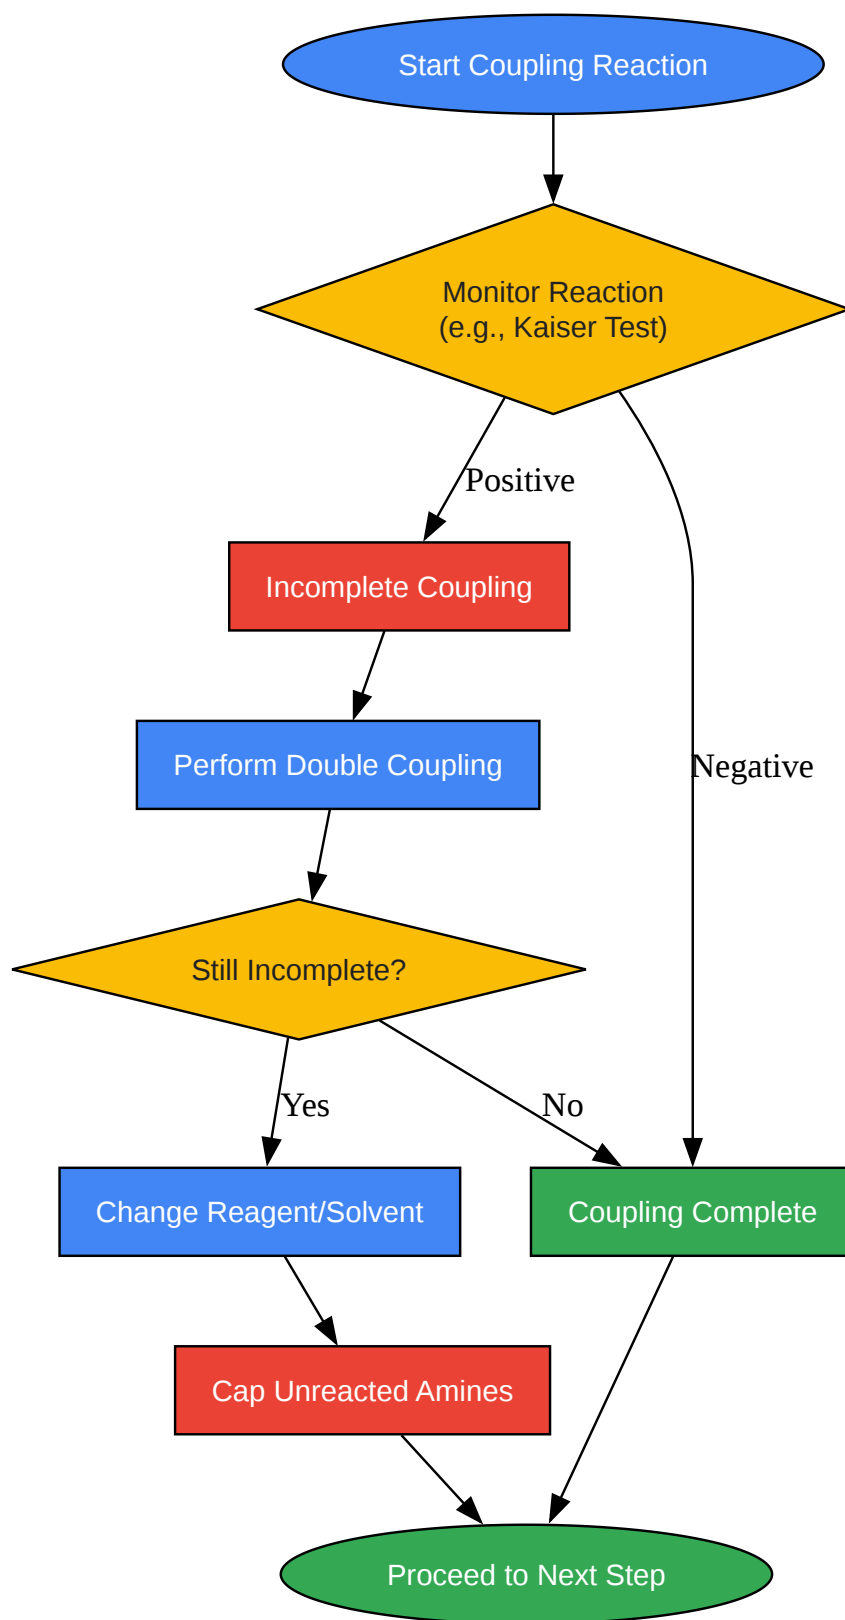 Start Coupling Reaction
Monitor Reaction
(e.g., Kaiser Test)
Positive
Incomplete Coupling
Perform Double Coupling
Negative
Still Incomplete?
Yes
No
Change Reagent/Solvent
Coupling Complete
Cap Unreacted Amines
Proceed to Next Step